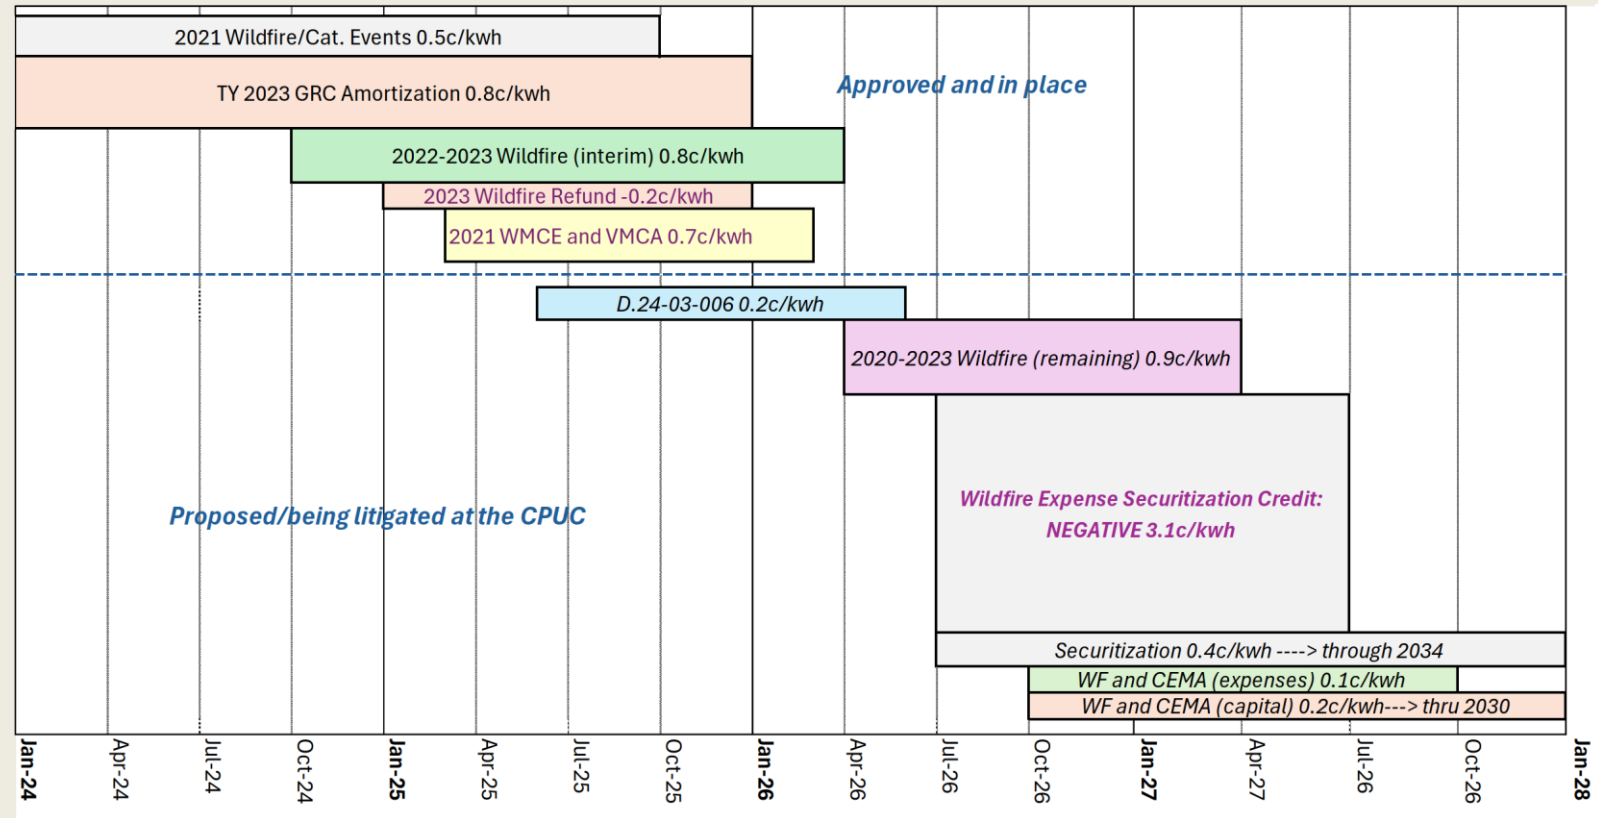 2021 Wildfire/Cat. Events 0.5c/kwh
TY 2023 GRC Amortization 0.8c/kwh
Approved and in place
2022-2023 Wildfire (interim) 0.8c/kwh
2023 Wildfire Refund -0.2c/kwh
2021 WMCE and VMCA 0.7c/kwh
D.24-03-006 0.2c/kwh
2020-2023 Wildfire (remaining) 0.9c/kwh
Proposed/being litigated at the CPUC
Wildfire Expense Securitization Credit:
NEGATIVE 3.1c/kwh
Securitization 0.4c/kwh ----> through 2034
WF and CEMA (expenses) 0.1c/kwh
WF and CEMA (capital) 0.2c/kwh---> thru 2030
Jan-24
Apr-24
Jul-24
Oct-24
Jan-25
Apr-25
Jul-25
Oct-25
Jan-26
Apr-26
Jul-26
Oct-26
Jan-27
Apr-27
Jul-26
Oct-26
Jan-28